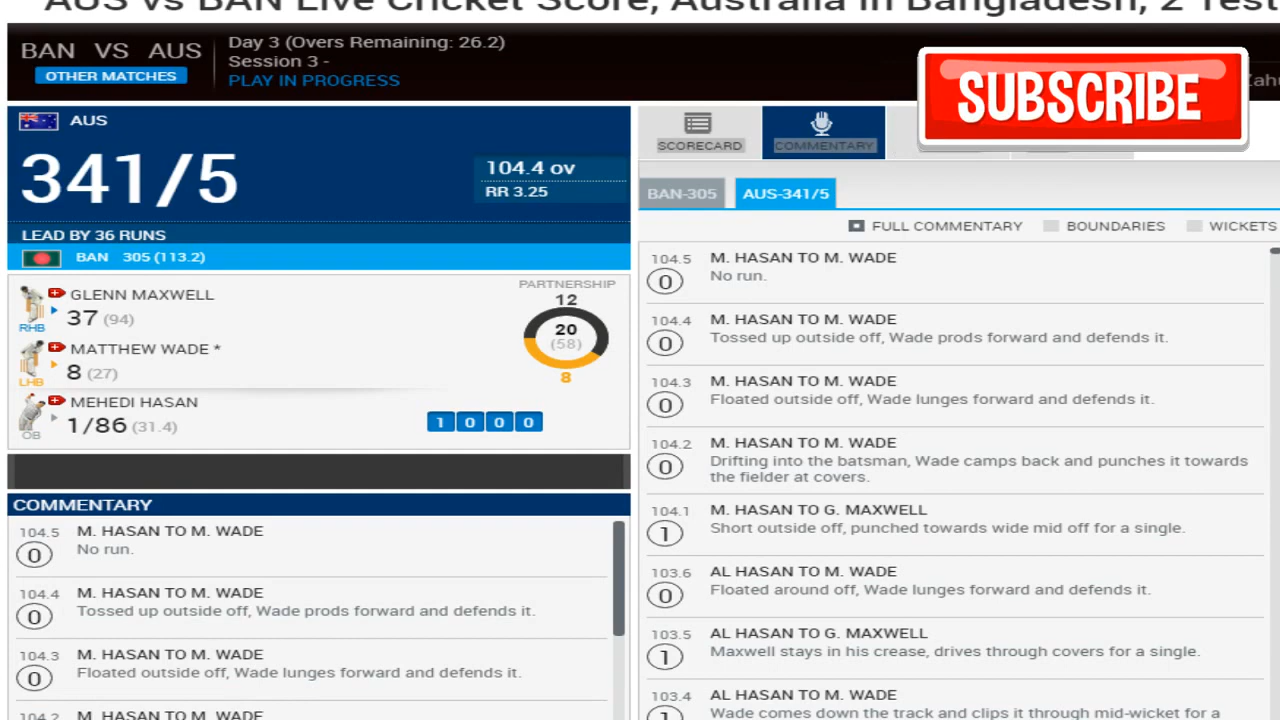 AUS vs BAN Live Cricket Score, Australia in Bangladesh, 2 Test
BAN VS AUS
OTHER MATCHES
Day 3 (Overs Remaining: 26.2)
Session 3 -
PLAY IN PROGRESS
SUBSCRIBE
AUS
341/5
104.4 ov
RR 3.25
LEAD BY 36 RUNS
BAN 305 (113.2)
GLENN MAXWELL
RHB
37 (94)
MATTHEW WADE *
LHB
8 (27)
MEHEDI HASAN
OB
1/86 (31.4)
PARTNERSHIP
12
20
(58)
8
1 0 0 0
COMMENTARY
104.5 M. HASAN TO M. WADE
0 No run.
104.4 M. HASAN TO M. WADE
0 Tossed up outside off, Wade prods forward and defends it.
104.3 M. HASAN TO M. WADE
0 Floated outside off, Wade lunges forward and defends it.
104.2 M. HASAN TO M. WADE
SCORECARD
COMMENTARY
BAN-305
AUS-341/5
FULL COMMENTARY BOUNDARIES WICKETS
104.5 M. HASAN TO M. WADE
0 No run.
104.4 M. HASAN TO M. WADE
0 Tossed up outside off, Wade prods forward and defends it.
104.3 M. HASAN TO M. WADE
0 Floated outside off, Wade lunges forward and defends it.
104.2 M. HASAN TO M. WADE
0 Drifting into the batsman, Wade camps back and punches it towards
the fielder at covers.
104.1 M. HASAN TO G. MAXWELL
1 Short outside off, punched towards wide mid off for a single.
103.6 AL HASAN TO M. WADE
0 Floated around off, Wade lunges forward and defends it.
103.5 AL HASAN TO G. MAXWELL
1 Maxwell stays in his crease, drives through covers for a single.
103.4 AL HASAN TO M. WADE
1 Wade comes down the track and clips it through mid-wicket for a